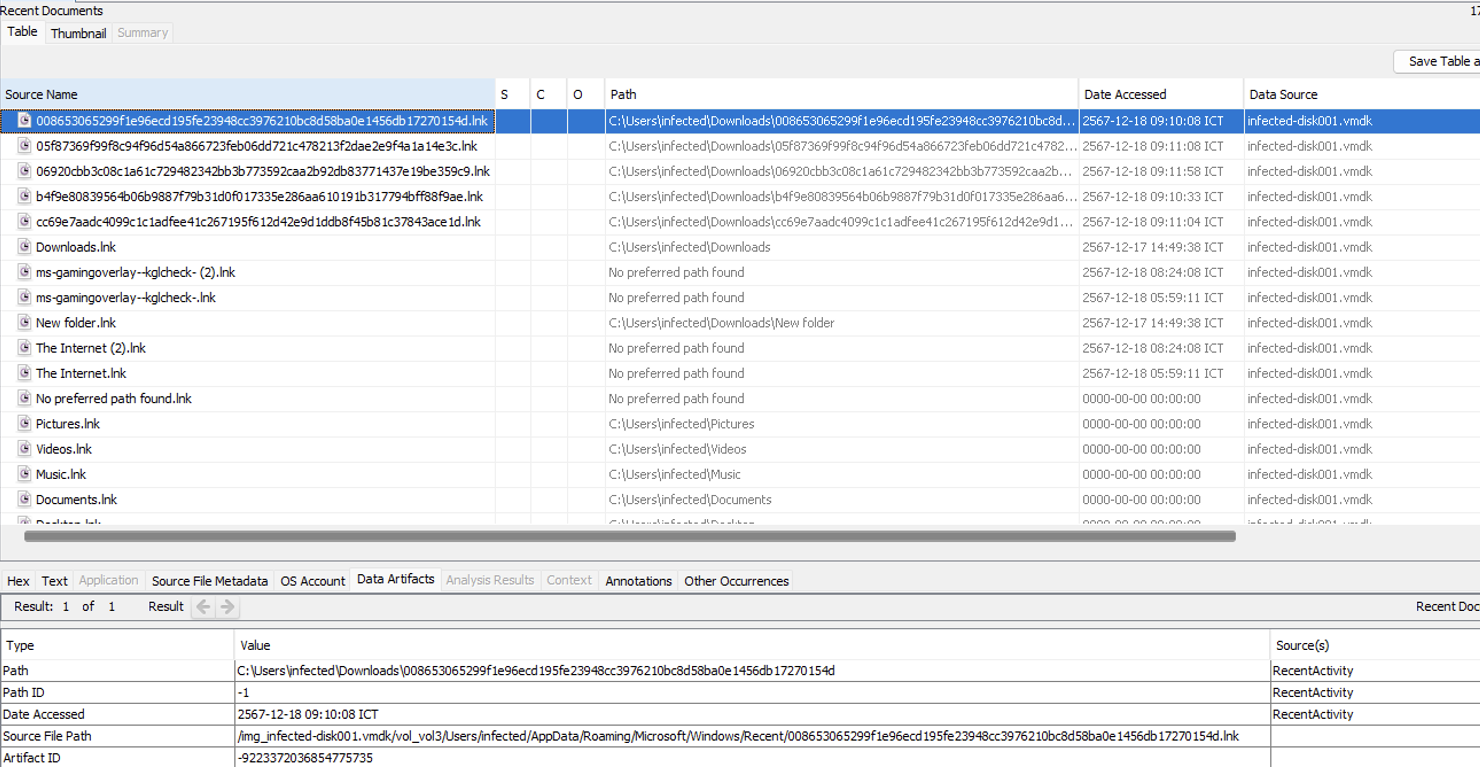 Recent Documents 17
Table Thumbnail Summary
Save Table a
Source Name S C O Path Date Accessed Data Source
008653065299f1e96ecd195fe23948cc3976210bc8d58ba0e1456db17270154d.lnk C:\Users\infected\Downloads\008653065299f1e96ecd195fe23948cc3976210bc8d... 2567-12-18 09:10:08 ICT infected-disk001.vmdk
05f87369f99f8c94f96d54a866723feb06dd721c478213f2dae2e9f4a1a14e3c.lnk C:\Users\infected\Downloads\05f87369f99f8c94f96d54a866723feb06dd721c4782... 2567-12-18 09:11:08 ICT infected-disk001.vmdk
06920cbb3c08c1a61c729482342bb3b773592caa2b92db83771437e19be359c9.lnk C:\Users\infected\Downloads\06920cbb3c08c1a61c729482342bb3b773592caa2b... 2567-12-18 09:11:58 ICT infected-disk001.vmdk
b4f9e80839564b06b9887f79b31d0f017335e286aa610191b317794bff88f9ae.lnk C:\Users\infected\Downloads\b4f9e80839564b06b9887f79b31d0f017335e286aa6... 2567-12-18 09:10:33 ICT infected-disk001.vmdk
cc69e7aadc4099c1c1adfee41c267195f612d42e9d1ddb8f45b81c37843ace1d.lnk C:\Users\infected\Downloads\cc69e7aadc4099c1c1adfee41c267195f612d42e9d1... 2567-12-18 09:11:04 ICT infected-disk001.vmdk
Downloads.lnk C:\Users\infected\Downloads 2567-12-17 14:49:38 ICT infected-disk001.vmdk
ms-gamingoverlay--kglcheck- (2).lnk No preferred path found 2567-12-18 08:24:08 ICT infected-disk001.vmdk
ms-gamingoverlay--kglcheck-.lnk No preferred path found 2567-12-18 05:59:11 ICT infected-disk001.vmdk
New folder.lnk C:\Users\infected\Downloads\New folder 2567-12-17 14:49:38 ICT infected-disk001.vmdk
The Internet (2).lnk No preferred path found 2567-12-18 08:24:08 ICT infected-disk001.vmdk
The Internet.lnk No preferred path found 2567-12-18 05:59:11 ICT infected-disk001.vmdk
No preferred path found.lnk No preferred path found 0000-00-00 00:00:00 infected-disk001.vmdk
Pictures.lnk C:\Users\infected\Pictures 0000-00-00 00:00:00 infected-disk001.vmdk
Videos.lnk C:\Users\infected\Videos 0000-00-00 00:00:00 infected-disk001.vmdk
Music.lnk C:\Users\infected\Music 0000-00-00 00:00:00 infected-disk001.vmdk
Documents.lnk C:\Users\infected\Documents 0000-00-00 00:00:00 infected-disk001.vmdk
Desktop.lnk C:\Users\infected\Desktop 0000-00-00 00:00:00 infected-disk001.vmdk
Hex Text Application Source File Metadata OS Account Data Artifacts Analysis Results Context Annotations Other Occurrences
Result: 1 of 1 Result Recent Doc
Type Value Source(s)
Path C:\Users\infected\Downloads\008653065299f1e96ecd195fe23948cc3976210bc8d58ba0e1456db17270154d RecentActivity
Path ID -1 RecentActivity
Date Accessed 2567-12-18 09:10:08 ICT RecentActivity
Source File Path /img_infected-disk001.vmdk/vol_vol3/Users/infected/AppData/Roaming/Microsoft/Windows/Recent/008653065299f1e96ecd195fe23948cc3976210bc8d58ba0e1456db17270154d.lnk
Artifact ID -9223372036854775735